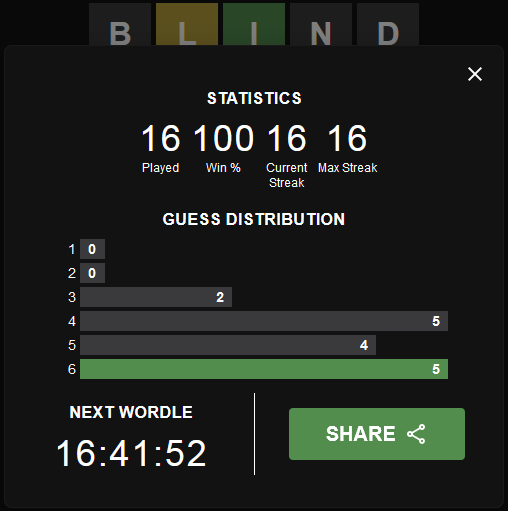 B L I N D
STATISTICS
16 100 16 16
Played Win % Current Streak Max Streak
GUESS DISTRIBUTION
1 0
2 0
3 2
4 5
5 4
6 5
NEXT WORDLE
16:41:52
SHARE